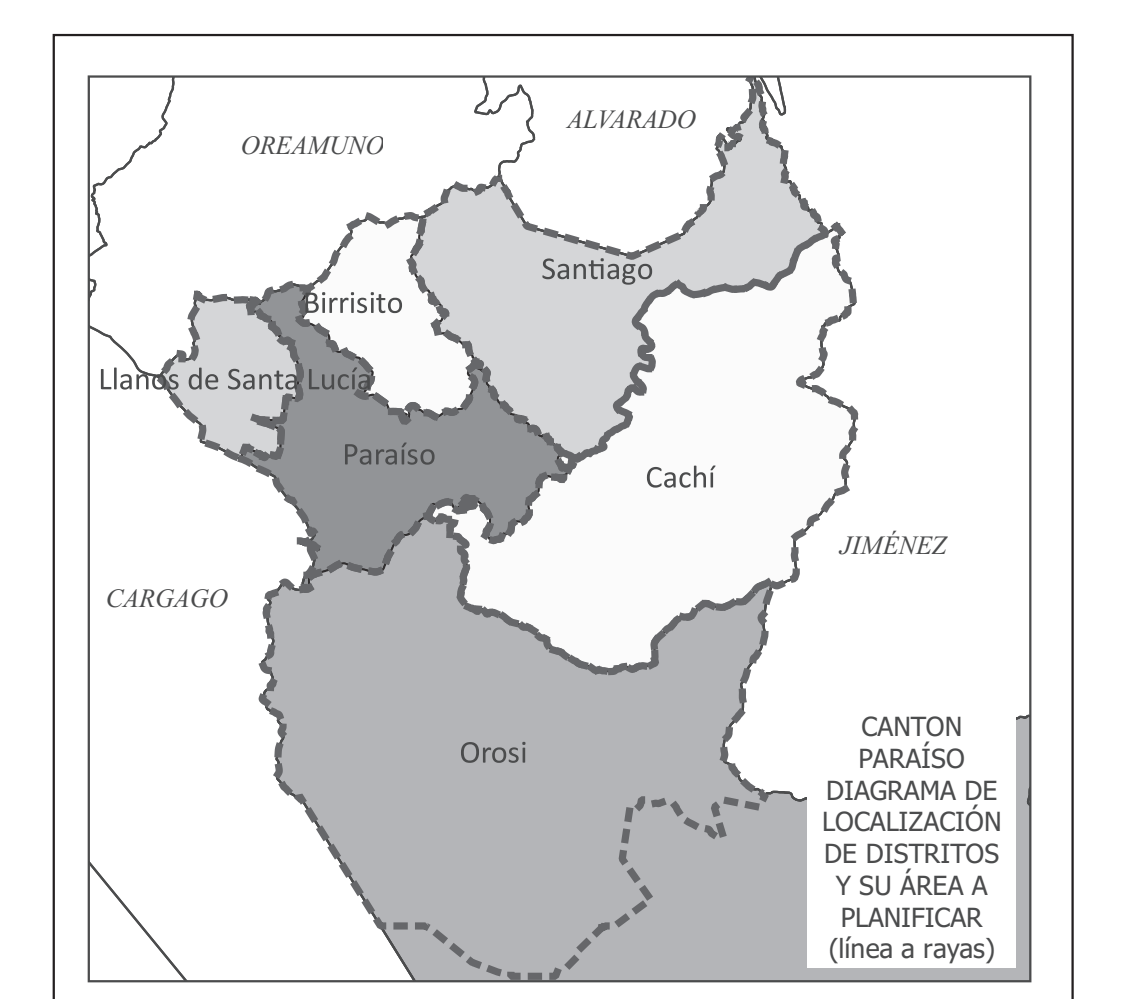 ALVARADO
OREAMUNO
Santiago
Birrisito
Llanos de Santa Lucía
Paraíso
Cachí
JIMÉNEZ
CARGAGO
Orosi
CANTON
PARAÍSO
DIAGRAMA DE
LOCALIZACIÓN
DE DISTRITOS
Y SU ÁREA A
PLANIFICAR
(línea a rayas)